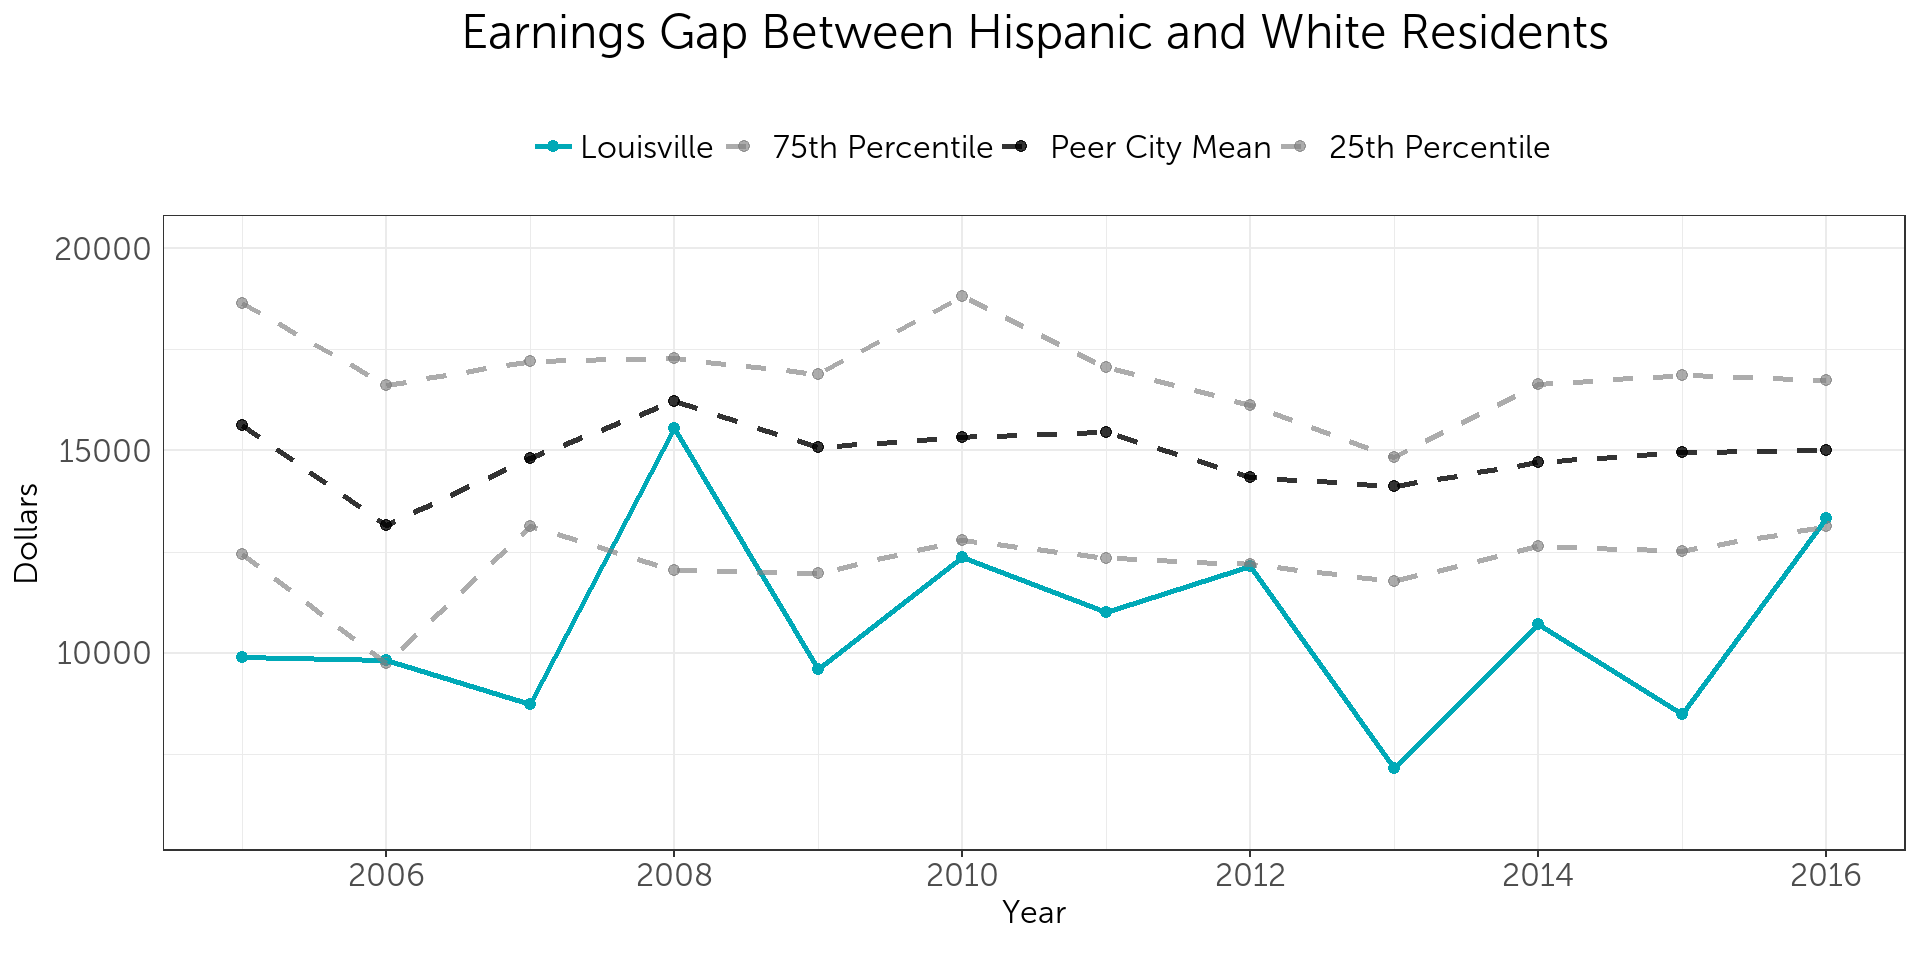 Earnings Gap Between Hispanic and White Residents
Louisville 75th Percentile Peer City Mean 25th Percentile
20000
15000
10000
Dollars
2006 2008 2010 2012 2014 2016
Year